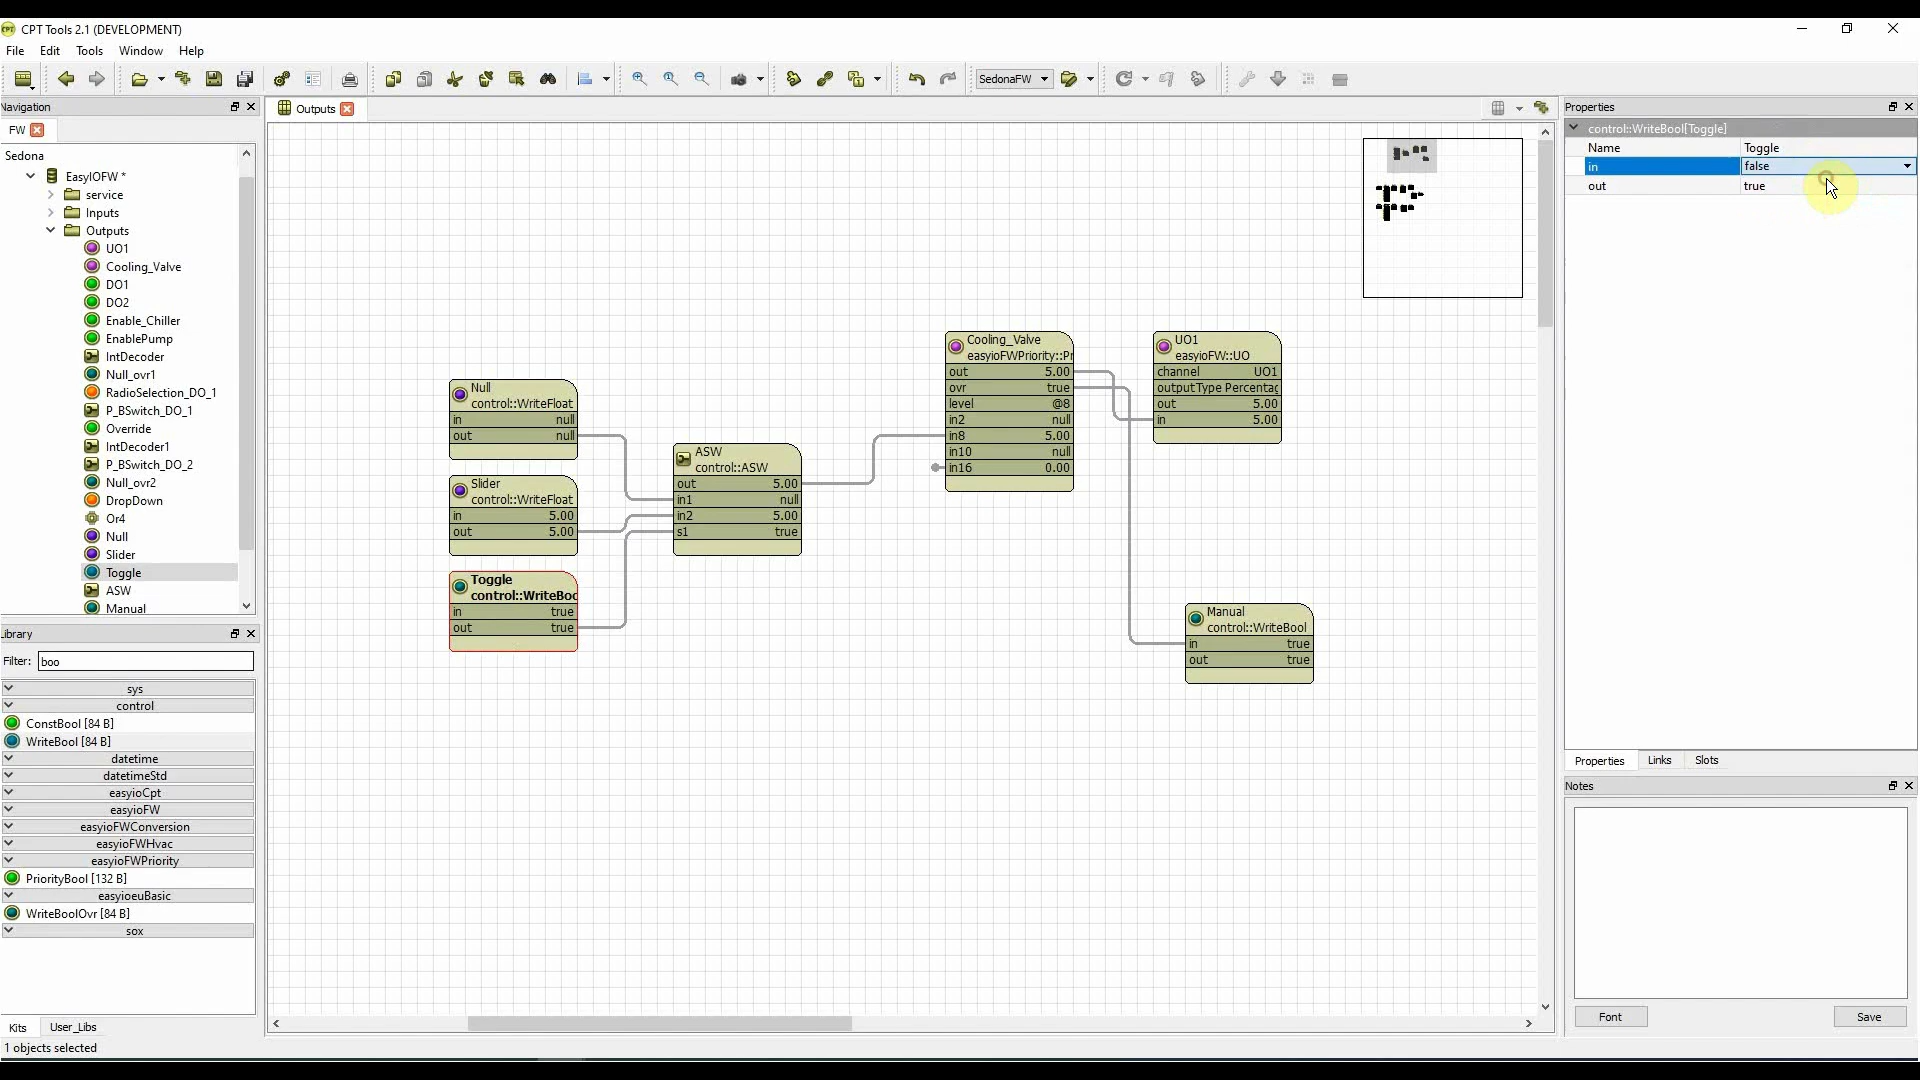 CPT Tools 2.1 (DEVELOPMENT)
File Edit Tools Window Help
SedonaFW
Navigation
FW
Sedona
EasyIOFW *
service
Inputs
Outputs
UO1
Cooling_Valve
DO1
DO2
Enable_Chiller
EnablePump
IntDecoder
Null_ovr1
RadioSelection_DO_1
P_BSwitch_DO_1
Override
IntDecoder1
P_BSwitch_DO_2
Null_ovr2
DropDown
Or4
Null
Slider
Toggle
ASW
Manual
Library
Filter: boo
sys
control
ConstBool [84 B]
WriteBool [84 B]
datetime
datetimeStd
easyioCpt
easyioFW
easyioFWConversion
easyioFWHvac
easyioFWPriority
PriorityBool [132 B]
easyioeuBasic
WriteBoolOvr [84 B]
sox
Kits User_Libs
1 objects selected
Outputs
Null
control::WriteFloat
in null
out null
Slider
control::WriteFloat
in 5.00
out 5.00
Toggle
control::WriteBoo
in true
out true
ASW
control::ASW
out 5.00
in1 null
in2 5.00
s1 true
Cooling_Valve
easyioFWPriority::Pr
out 5.00
ovr true
level @8
in2 null
in8 5.00
in10 null
in16 0.00
UO1
easyioFW::UO
channel UO1
outputType Percentag
out 5.00
in 5.00
Manual
control::WriteBool
in true
out true
Properties
control::WriteBool[Toggle]
Name Toggle
in false
out true
Properties Links Slots
Notes
Font Save